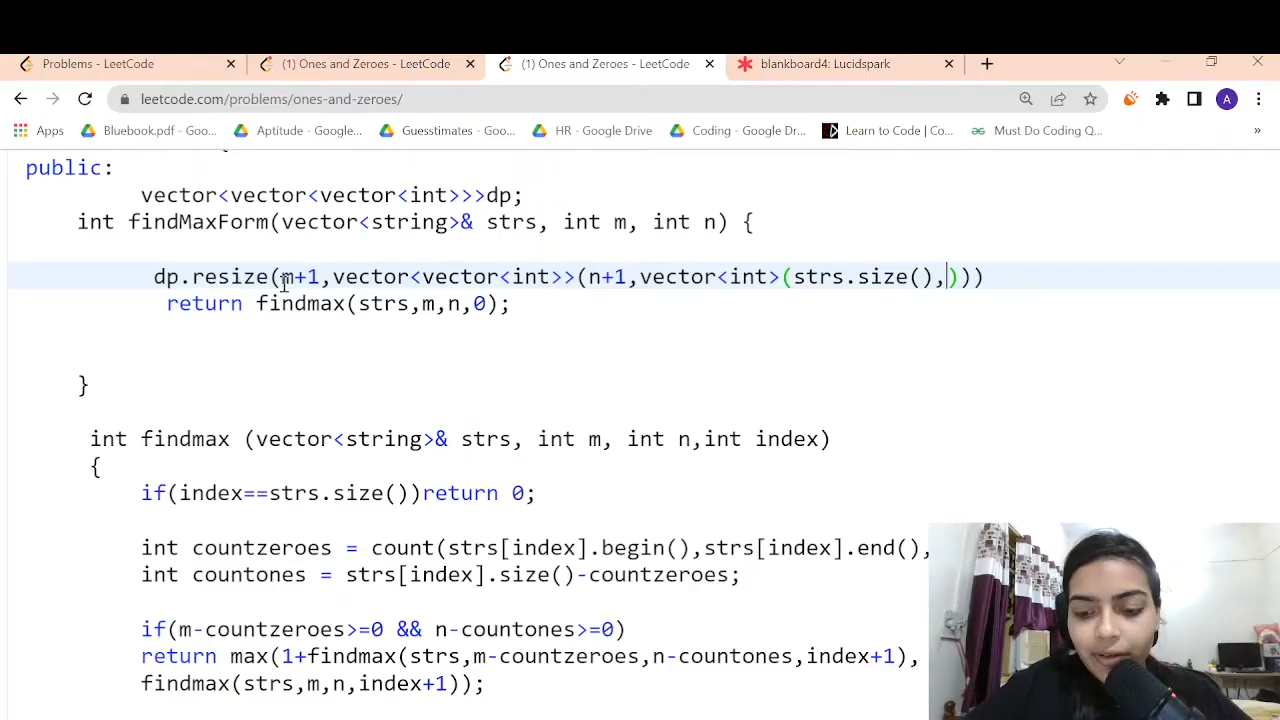 Problems - LeetCode
(1) Ones and Zeroes - LeetCode
(1) Ones and Zeroes - LeetCode
blankboard4: Lucidspark
leetcode.com/problems/ones-and-zeroes/
A
Apps
Bluebook.pdf - Goo...
Aptitude - Google...
Guesstimates - Goo...
HR - Google Drive
Coding - Google Dr...
Learn to Code | Co...
Must Do Coding Q...
»
public:
vector<vector<vector<int>>>dp;
int findMaxForm(vector<string>& strs, int m, int n) {
dp.resize(m+1,vector<vector<int>>(n+1,vector<int>(strs.size(),)))
return findmax(strs,m,n,0);
}
int findmax (vector<string>& strs, int m, int n,int index)
{
if(index==strs.size())return 0;
int countzeroes = count(strs[index].begin(),strs[index].end(),
int countones = strs[index].size()-countzeroes;
if(m-countzeroes>=0 && n-countones>=0)
return max(1+findmax(strs,m-countzeroes,n-countones,index+1),
findmax(strs,m,n,index+1));